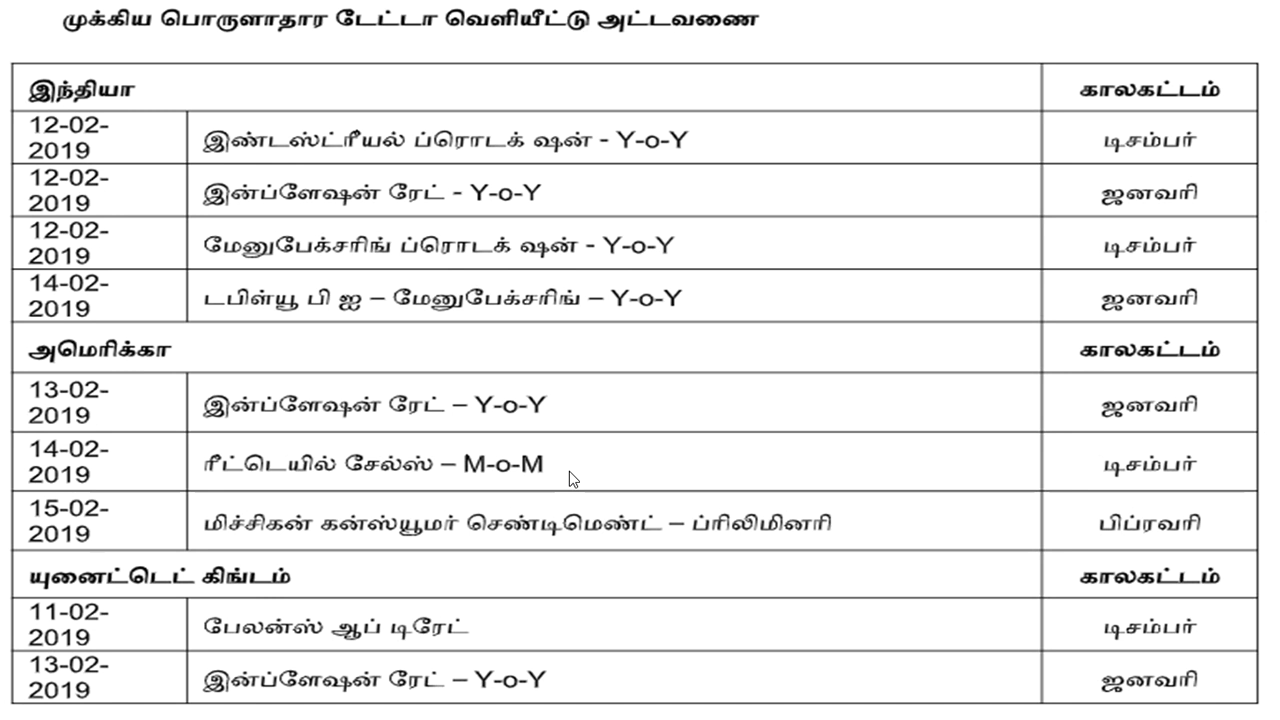 முக்கிய பொருளாதார டேட்டா வெளியீட்டு அட்டவணை
இந்தியா காலகட்டம்
12-02-
2019 இண்டஸ்ட்ரீயல் ப்ரொடக் ஷன் - Y-o-Y டிசம்பர்
12-02-
2019 இன்ப்ளேஷன் ரேட் - Y-o-Y ஜனவரி
12-02-
2019 மேனுபேக்சரிங் ப்ரொடக் ஷன் - Y-o-Y டிசம்பர்
14-02-
2019 டபிள்யூ பி ஐ – மேனுபேக்சரிங் – Y-o-Y ஜனவரி
அமெரிக்கா காலகட்டம்
13-02-
2019 இன்ப்ளேஷன் ரேட் – Y-o-Y ஜனவரி
14-02-
2019 ரீட்டெயில் சேல்ஸ் – M-o-M டிசம்பர்
15-02-
2019 மிச்சிகன் கன்ஸ்யூமர் செண்டிமெண்ட் – ப்ரிலிமினரி பிப்ரவரி
யுனைட்டெட் கிங்டம் காலகட்டம்
11-02-
2019 பேலன்ஸ் ஆப் டிரேட் டிசம்பர்
13-02-
2019 இன்ப்ளேஷன் ரேட் – Y-o-Y ஜனவரி